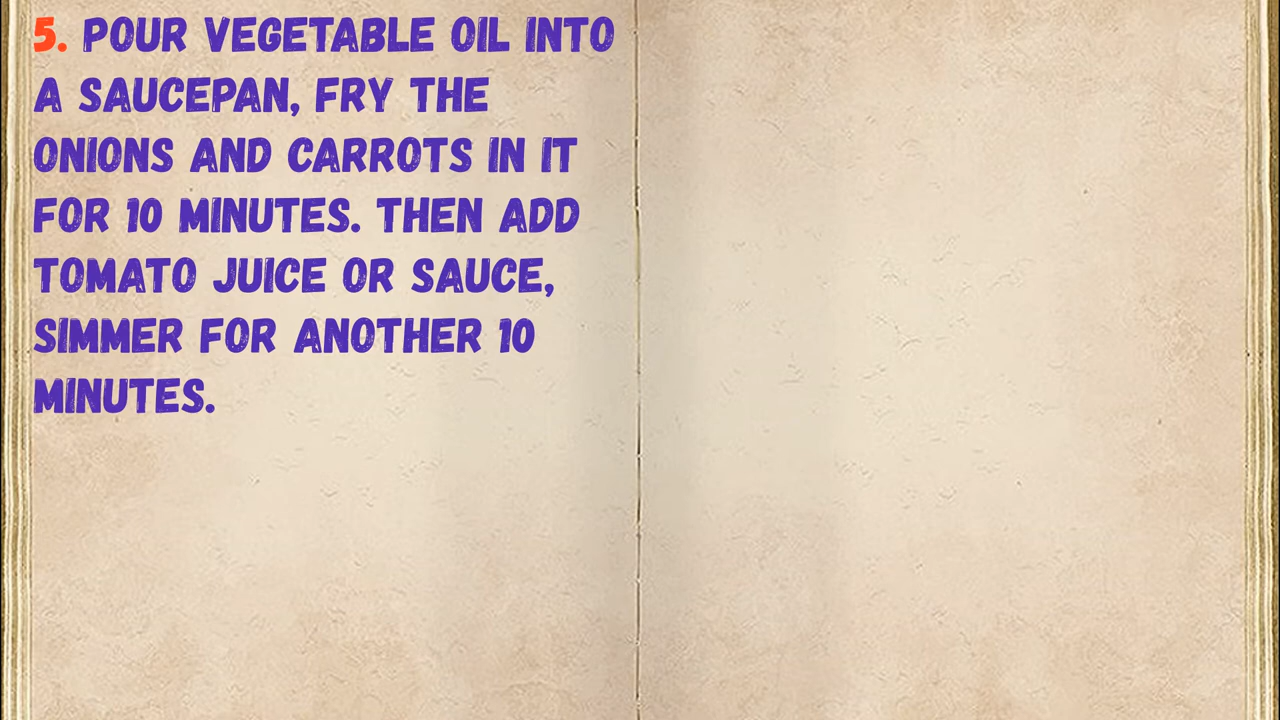 5. POUR VEGETABLE OIL INTO
A SAUCEPAN, FRY THE
ONIONS AND CARROTS IN IT
FOR 10 MINUTES. THEN ADD
TOMATO JUICE OR SAUCE,
SIMMER FOR ANOTHER 10
MINUTES.